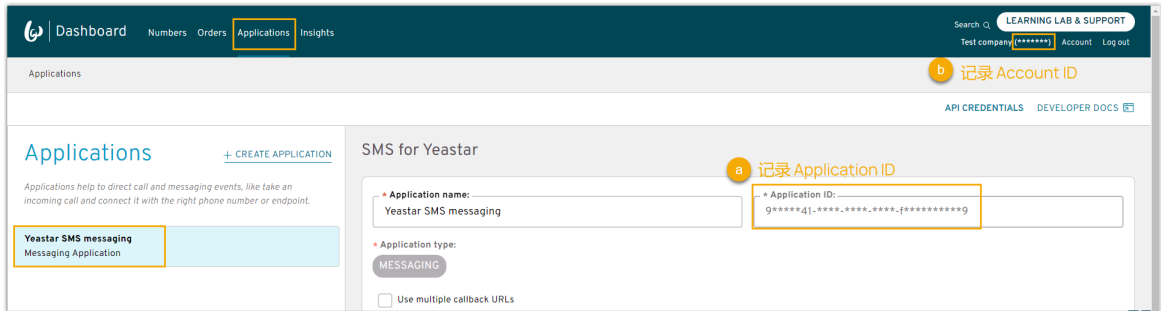 Dashboard Numbers Orders Applications Insights
Search LEARNING LAB & SUPPORT
Test company (*******) Account Log out
Applications
b 记录 Account ID
API CREDENTIALS DEVELOPER DOCS
Applications + CREATE APPLICATION
Applications help to direct call and messaging events, like take an
incoming call and connect it with the right phone number or endpoint.
Yeastar SMS messaging
Messaging Application
SMS for Yeastar
a 记录 Application ID
* Application name:
Yeastar SMS messaging
* Application ID:
9*****41-****-****-****-f**********9
* Application type:
MESSAGING
Use multiple callback URLs